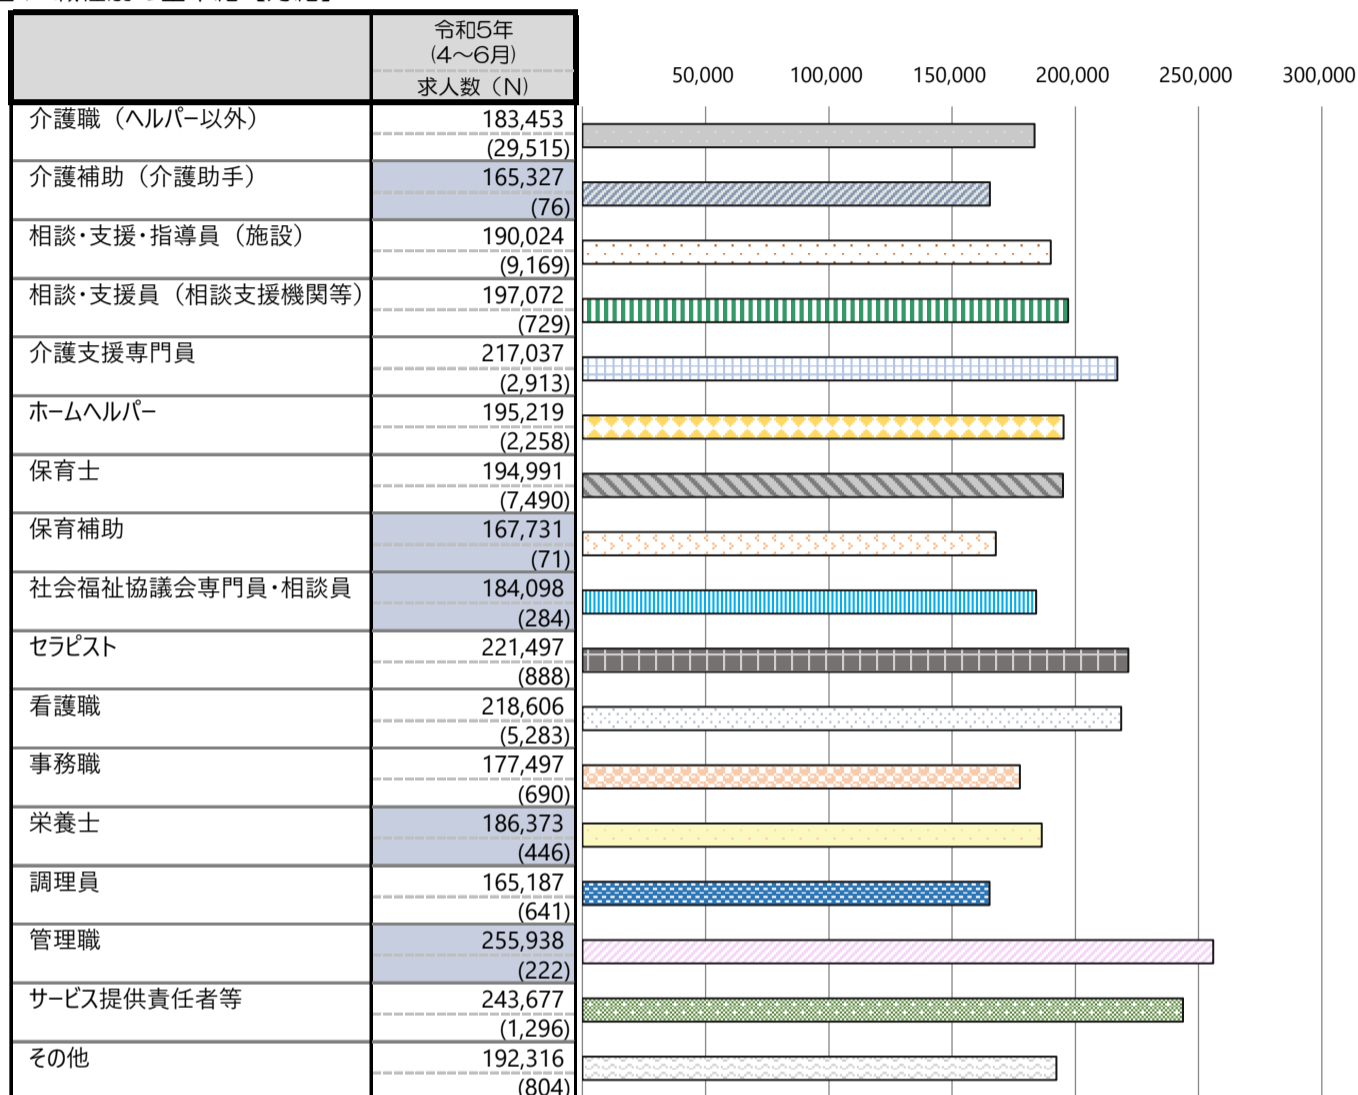 令和5年
(4～6月)
求人数（N）
50,000 100,000 150,000 200,000 250,000 300,000
介護職（ヘルパー以外） 183,453
(29,515)
介護補助（介護助手） 165,327
(76)
相談・支援・指導員（施設） 190,024
(9,169)
相談・支援員（相談支援機関等） 197,072
(729)
介護支援専門員 217,037
(2,913)
ホームヘルパー 195,219
(2,258)
保育士 194,991
(7,490)
保育補助 167,731
(71)
社会福祉協議会専門員・相談員 184,098
(284)
セラピスト 221,497
(888)
看護職 218,606
(5,283)
事務職 177,497
(690)
栄養士 186,373
(446)
調理員 165,187
(641)
管理職 255,938
(222)
サービス提供責任者等 243,677
(1,296)
その他 192,316
(804)